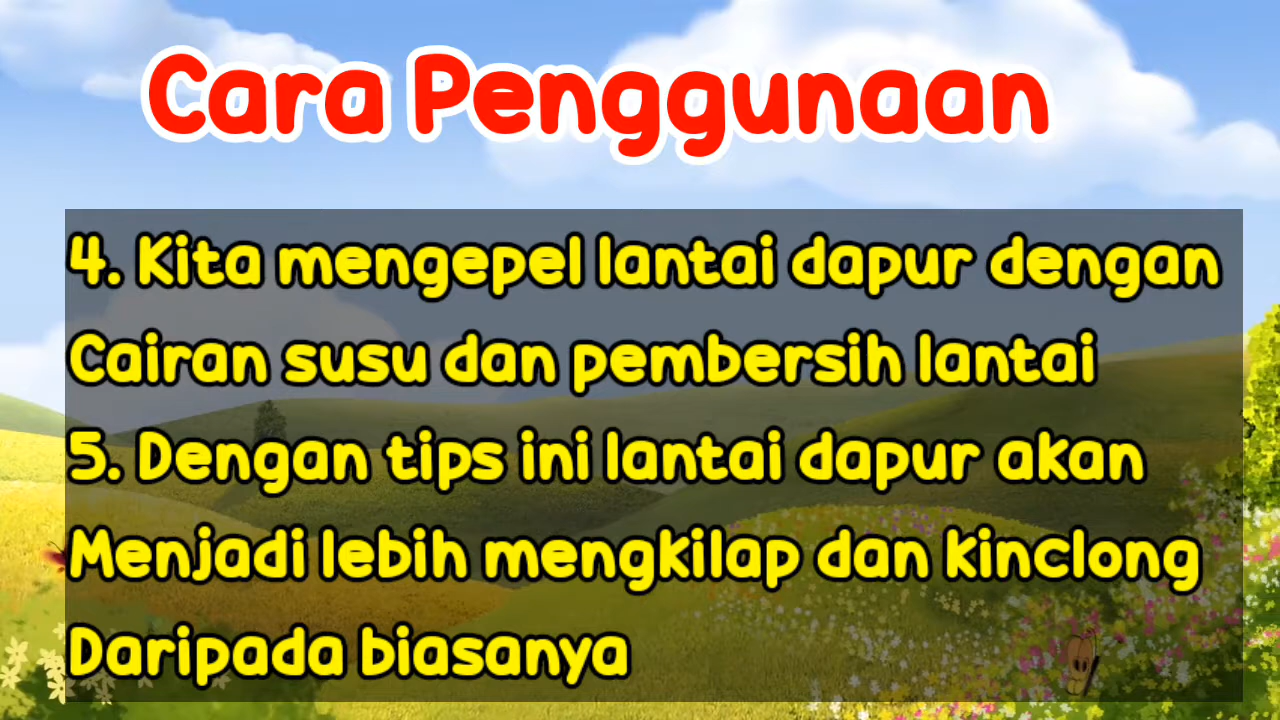 Cara Penggunaan
4. Kita mengepel lantai dapur dengan
Cairan susu dan pembersih lantai
5. Dengan tips ini lantai dapur akan
Menjadi lebih mengkilap dan kinclong
Daripada biasanya